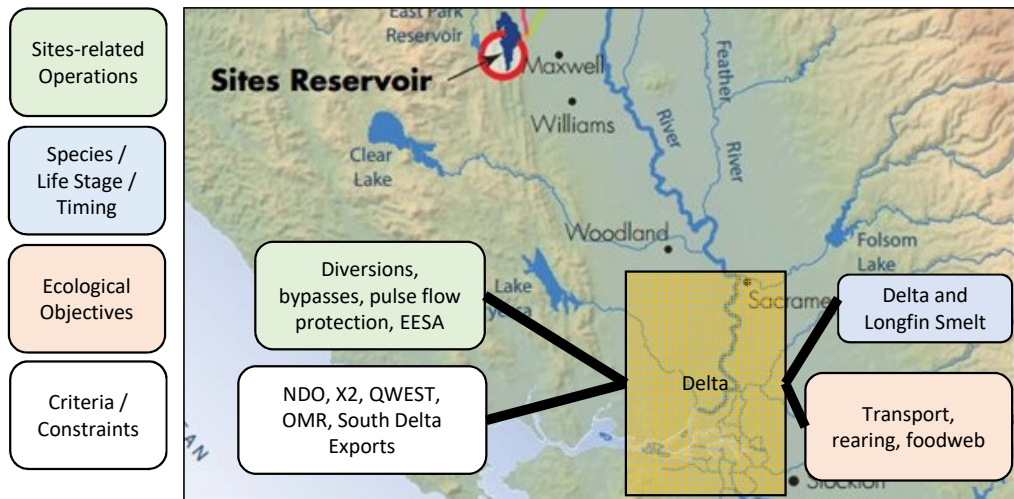 Sites-related
Operations
Species /
Life Stage /
Timing
Ecological
Objectives
Criteria /
Constraints
East Park
Reservoir
Maxwell
Sites Reservoir
Williams
Clear
Lake
River
Feather
River
Woodland
Folsom
Lake
Lake
Diversions,
bypasses, pulse flow
protection, EESA
NDO, X2, QWEST,
OMR, South Delta
Exports
Delta
Delta and
Longfin Smelt
Transport,
rearing, foodweb
Stockton